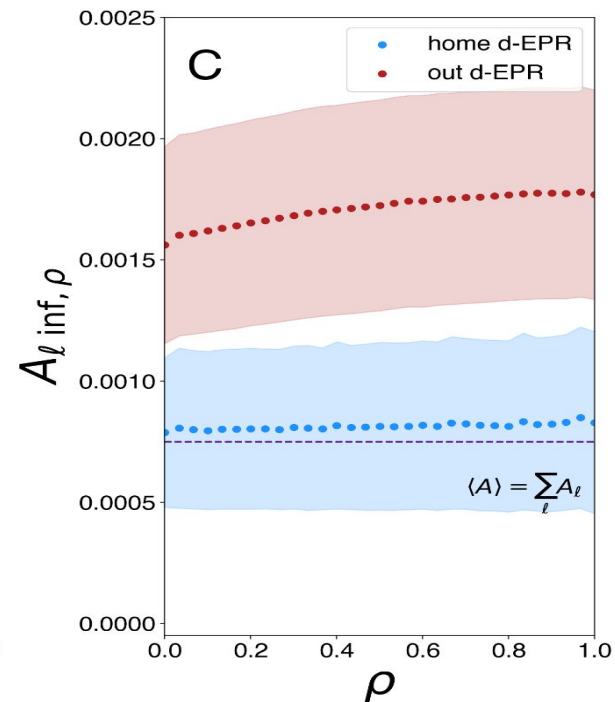 0.0025
C
home d-EPR
out d-EPR
0.0020
0.0015
A_ℓ inf, ρ
0.0010
0.0005
⟨A⟩ = ∑_ℓ A_ℓ
0.0000
0.0 0.2 0.4 0.6 0.8 1.0
ρ